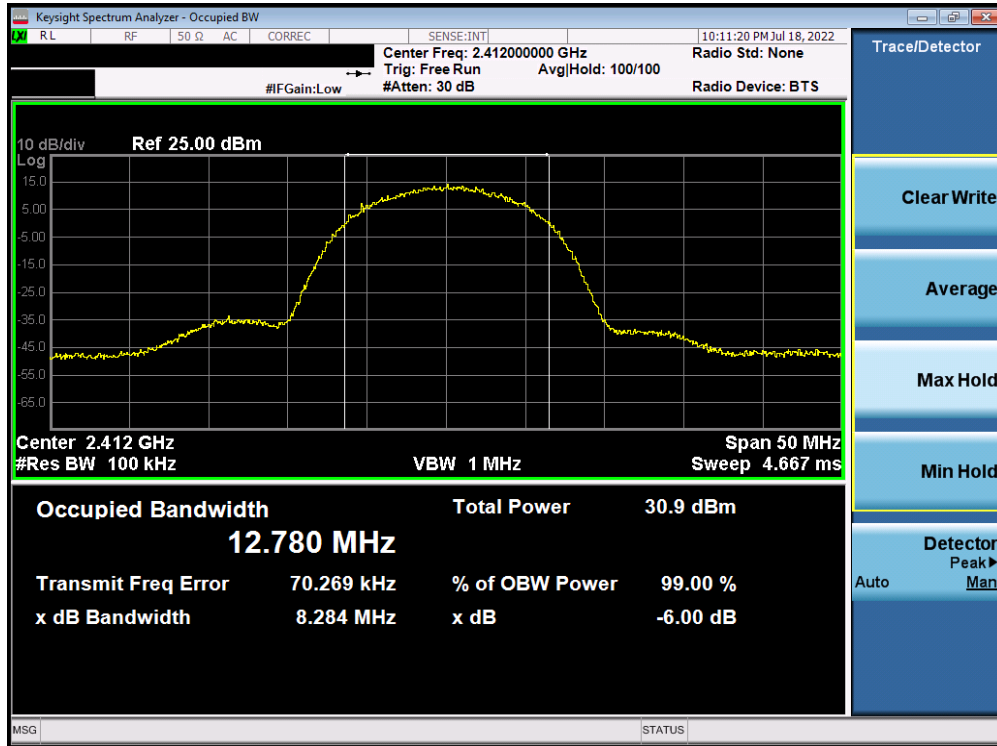 Keysight Spectrum Analyzer - Occupied BW
LXI RL RF 50 Ω AC CORREC SENSE:INT 10:11:20 PM Jul 18, 2022
Center Freq: 2.412000000 GHz Radio Std: None
Trig: Free Run Avg|Hold: 100/100
#IFGain:Low #Atten: 30 dB Radio Device: BTS
10 dB/div Ref 25.00 dBm
Log
15.0
5.00
-5.00
-15.0
-25.0
-35.0
-45.0
-55.0
-65.0
Center 2.412 GHz Span 50 MHz
#Res BW 100 kHz VBW 1 MHz Sweep 4.667 ms
Occupied Bandwidth Total Power 30.9 dBm
12.780 MHz
Transmit Freq Error 70.269 kHz % of OBW Power 99.00 %
x dB Bandwidth 8.284 MHz x dB -6.00 dB
MSG STATUS
Trace/Detector
Clear Write
Average
Max Hold
Min Hold
Detector
Peak▶
Auto Man